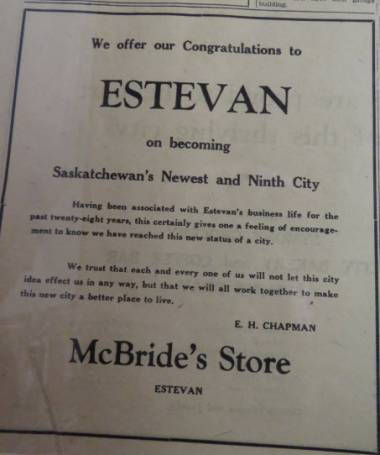 building.
We offer our Congratulations to
ESTEVAN
on becoming
Saskatchewan's Newest and Ninth City
Having been associated with Estevan's business life for the
past twenty-eight years, this certainly gives one a feeling of encourage-
ment to know we have reached this new status of a city.
We trust that each and every one of us will not let this city
idea effect us in any way, but that we will all work together to make
this new city a better place to live.
E. H. CHAPMAN
McBride's Store
ESTEVAN